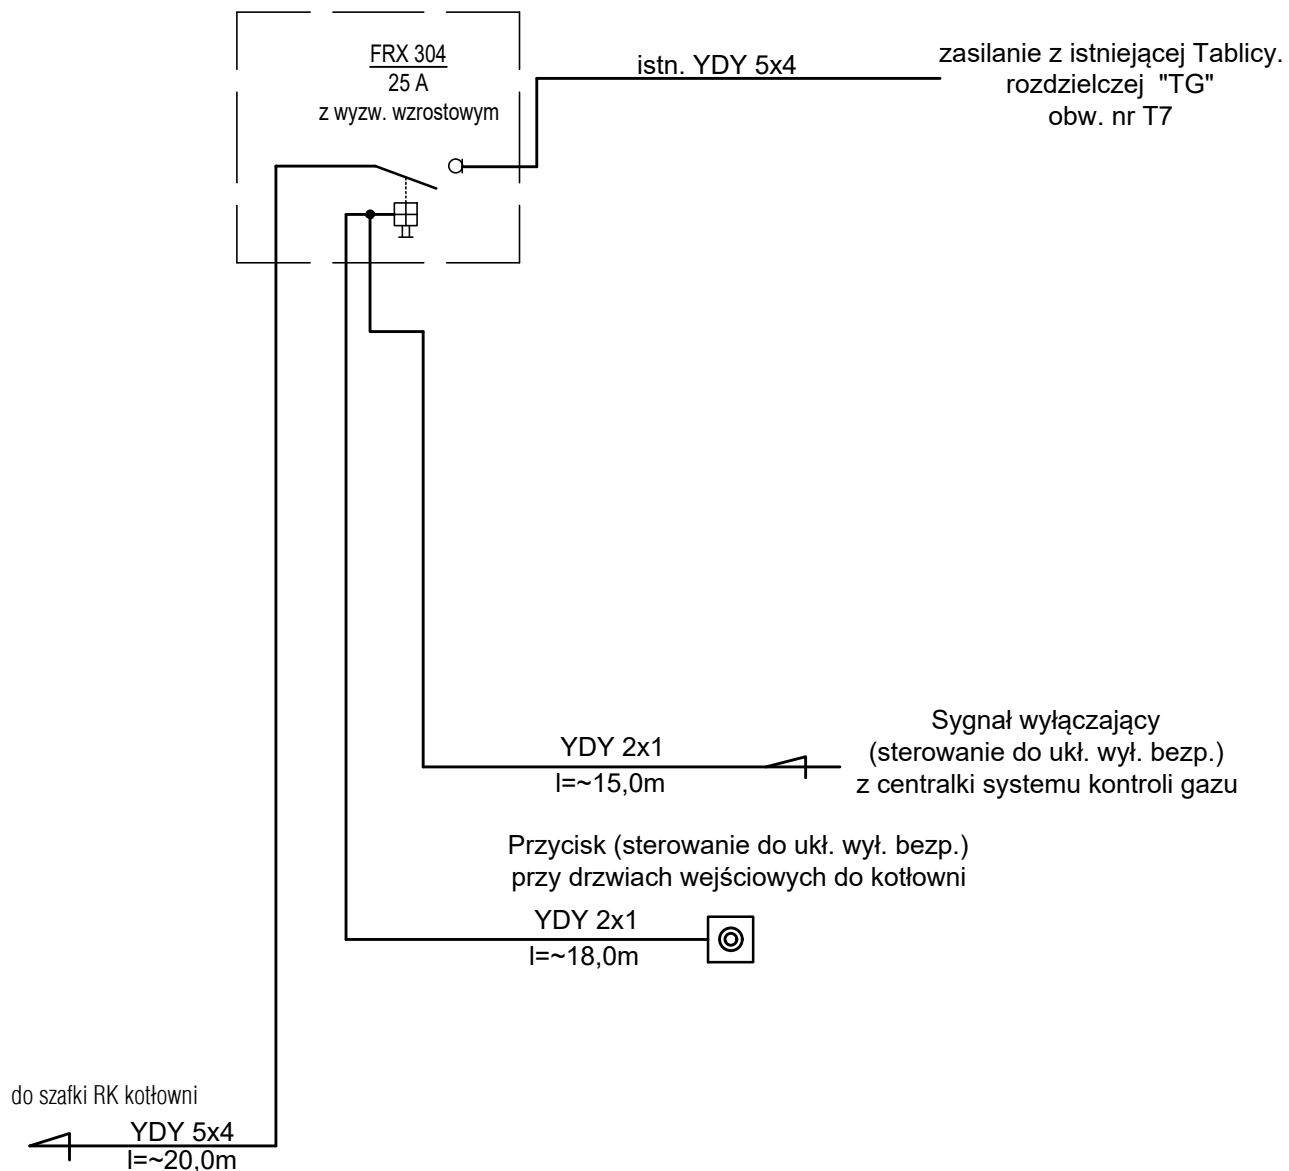 FRX 304
25 A
z wyzw. wzrostowym
istn. YDY 5x4
zasilanie z istniejącej Tablicy.
rozdzielczej "TG"
obw. nr T7
YDY 2x1
l=~15,0m
Sygnał wyłączający
(sterowanie do ukł. wył. bezp.)
z centralki systemu kontroli gazu
Przycisk (sterowanie do ukł. wył. bezp.)
przy drzwiach wejściowych do kotłowni
YDY 2x1
l=~18,0m
do szafki RK kotłowni
YDY 5x4
l=~20,0m